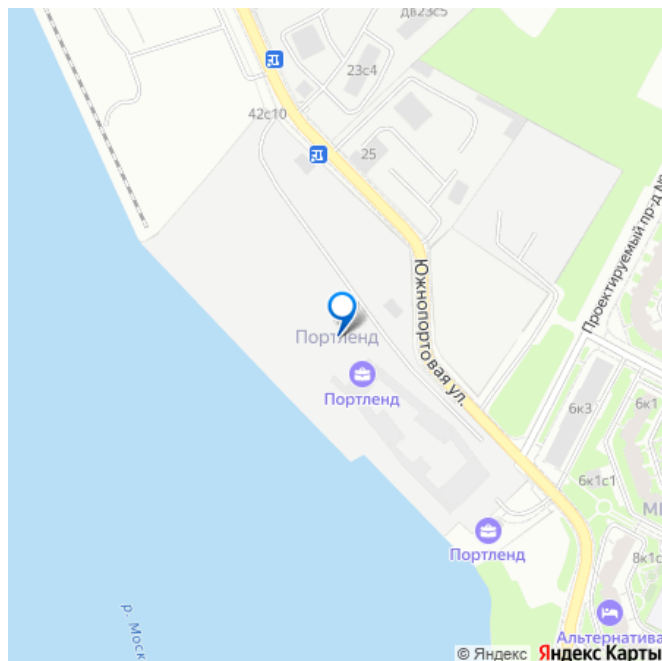 дв23с5
23с4
42с10
25
Проектируемый пр-д №
Южнопортовая ул.
Портленд
Портленд
6к3
6к1
6к1с1
Портленд
8к1с
Альтернатива
р. Моск
© Яндекс Яндекс Карты